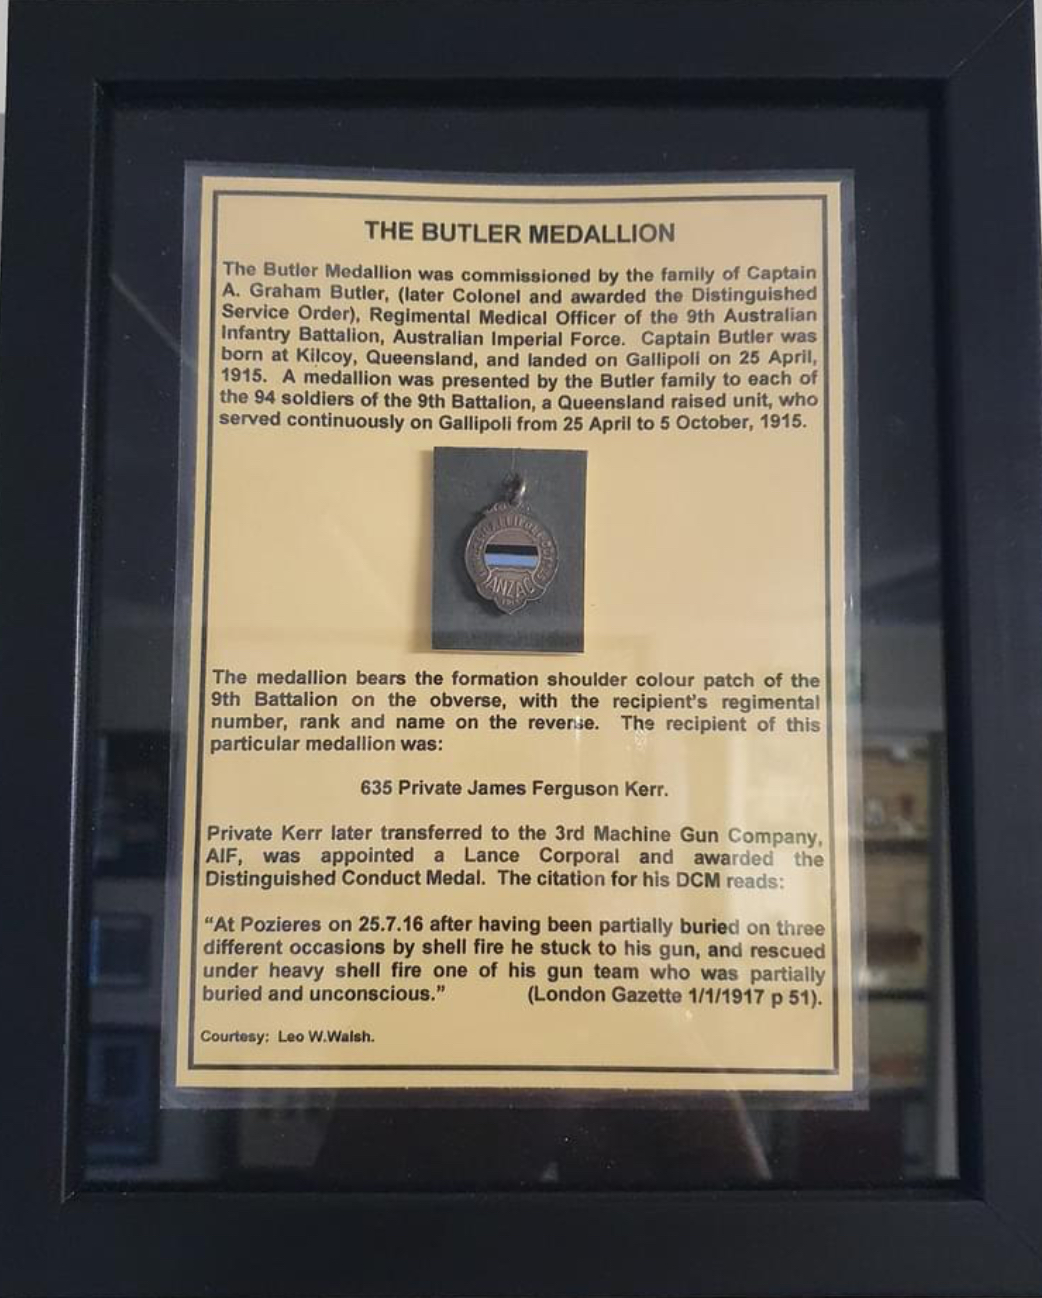 THE BUTLER MEDALLION
The Butler Medallion was commissioned by the family of Captain
A. Graham Butler, (later Colonel and awarded the Distinguished
Service Order), Regimental Medical Officer of the 9th Australian
Infantry Battalion, Australian Imperial Force. Captain Butler was
born at Kilcoy, Queensland, and landed on Gallipoli on 25 April,
1915. A medallion was presented by the Butler family to each of
the 94 soldiers of the 9th Battalion, a Queensland raised unit, who
served continuously on Gallipoli from 25 April to 5 October, 1915.
GALLIPOLI
ANZAC
The medallion bears the formation shoulder colour patch of the
9th Battalion on the obverse, with the recipient's regimental
number, rank and name on the reverse. The recipient of this
particular medallion was:
635 Private James Ferguson Kerr.
Private Kerr later transferred to the 3rd Machine Gun Company,
AIF, was appointed a Lance Corporal and awarded the
Distinguished Conduct Medal. The citation for his DCM reads:
“At Pozieres on 25.7.16 after having been partially buried on three
different occasions by shell fire he stuck to his gun, and rescued
under heavy shell fire one of his gun team who was partially
buried and unconscious.” (London Gazette 1/1/1917 p 51).
Courtesy: Leo W.Walsh.